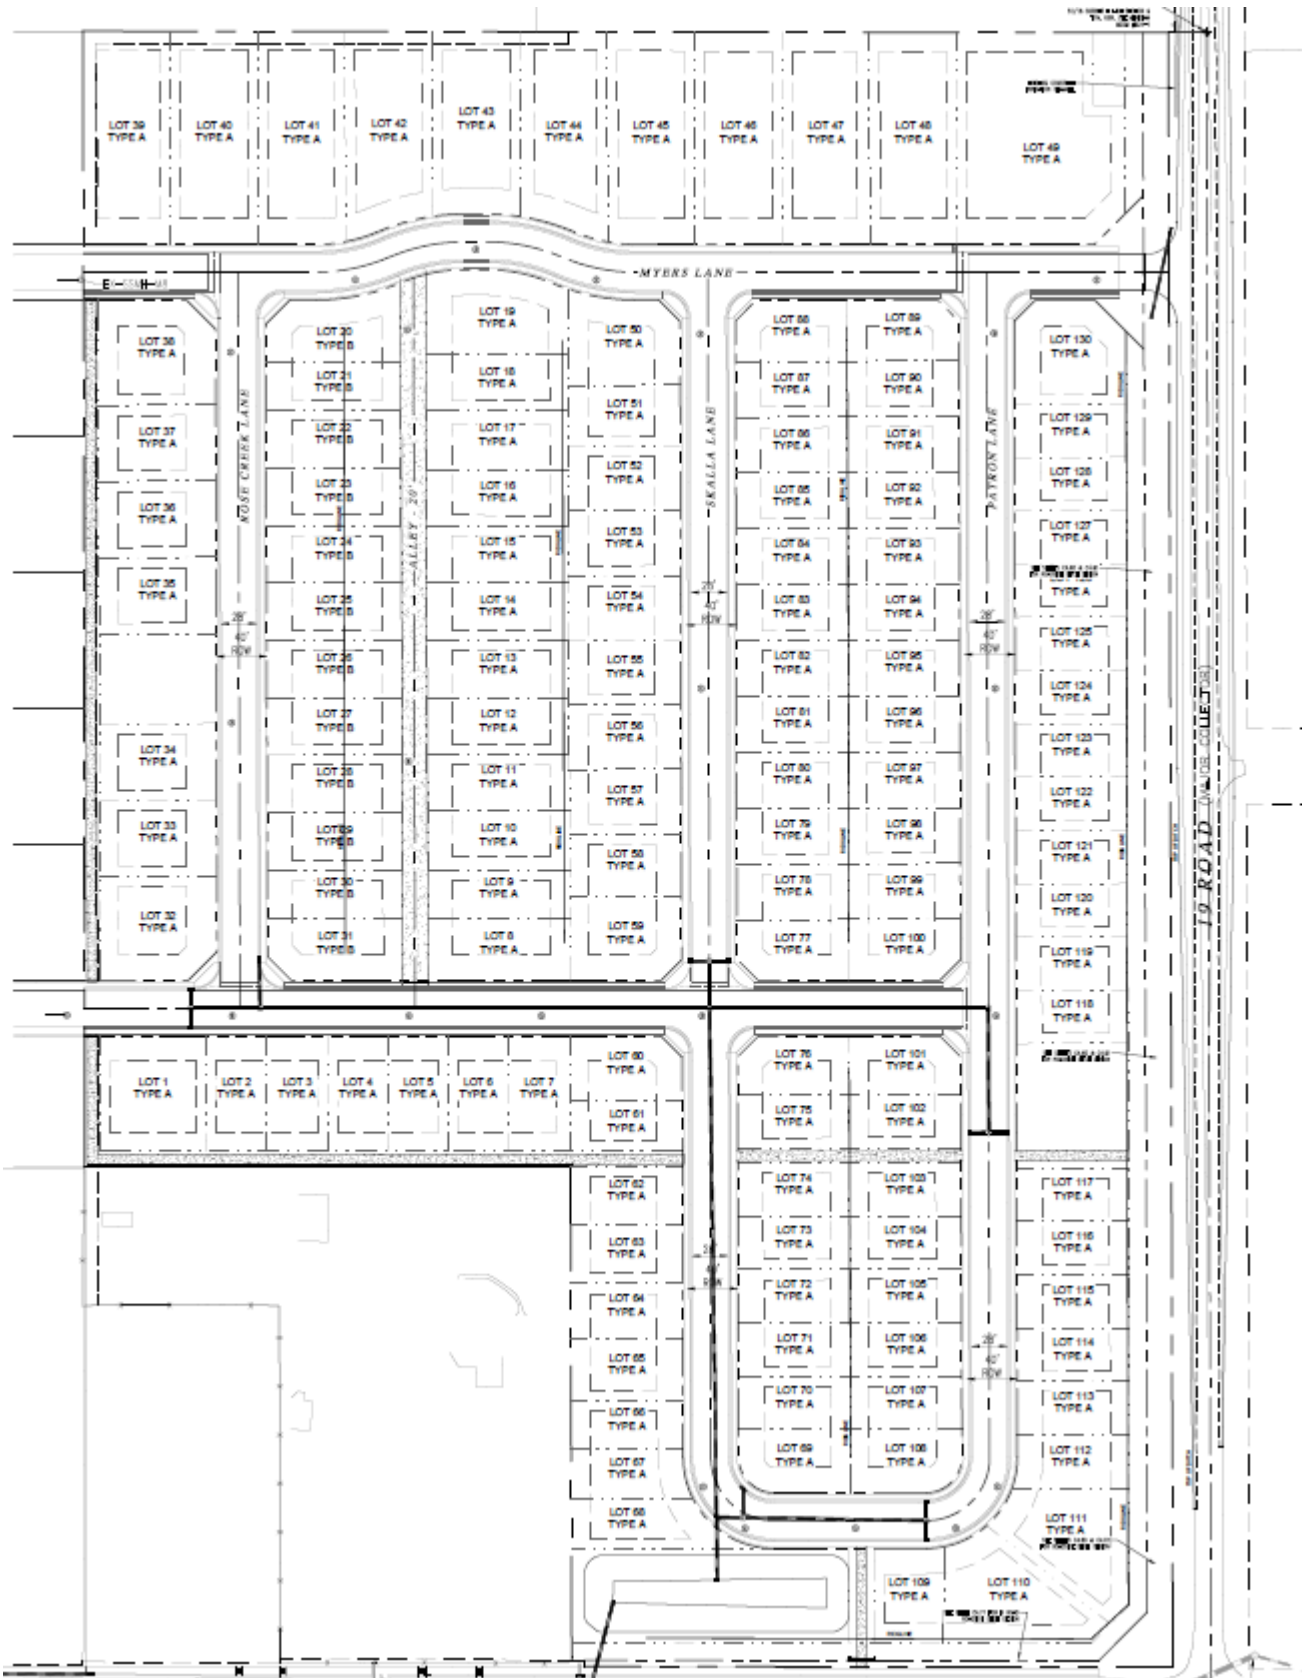 LOT 39
TYPE A
LOT 40
TYPE A
LOT 41
TYPE A
LOT 42
TYPE A
LOT 43
TYPE A
LOT 44
TYPE A
LOT 45
TYPE A
LOT 46
TYPE A
LOT 47
TYPE A
LOT 48
TYPE A
LOT 49
TYPE A
MYERS LANE
LOT 38
TYPE A
LOT 37
TYPE A
LOT 36
TYPE A
LOT 35
TYPE A
LOT 34
TYPE A
LOT 33
TYPE A
LOT 32
TYPE A
ROSE CREEK LANE
28'
40'
ROW
LOT 20
TYPE B
LOT 21
TYPE B
LOT 22
TYPE B
LOT 23
TYPE B
LOT 24
TYPE B
LOT 25
TYPE B
LOT 26
TYPE B
LOT 27
TYPE B
LOT 28
TYPE B
LOT 29
TYPE B
LOT 30
TYPE B
LOT 31
TYPE B
ALLEY 20'
LOT 19
TYPE A
LOT 18
TYPE A
LOT 17
TYPE A
LOT 16
TYPE A
LOT 15
TYPE A
LOT 14
TYPE A
LOT 13
TYPE A
LOT 12
TYPE A
LOT 11
TYPE A
LOT 10
TYPE A
LOT 9
TYPE A
LOT 8
TYPE A
LOT 50
TYPE A
LOT 51
TYPE A
LOT 52
TYPE A
LOT 53
TYPE A
LOT 54
TYPE A
LOT 55
TYPE A
LOT 56
TYPE A
LOT 57
TYPE A
LOT 58
TYPE A
LOT 59
TYPE A
SKALLA LANE
28'
40'
ROW
LOT 88
TYPE A
LOT 87
TYPE A
LOT 86
TYPE A
LOT 85
TYPE A
LOT 84
TYPE A
LOT 83
TYPE A
LOT 82
TYPE A
LOT 81
TYPE A
LOT 80
TYPE A
LOT 79
TYPE A
LOT 78
TYPE A
LOT 77
TYPE A
LOT 89
TYPE A
LOT 90
TYPE A
LOT 91
TYPE A
LOT 92
TYPE A
LOT 93
TYPE A
LOT 94
TYPE A
LOT 95
TYPE A
LOT 96
TYPE A
LOT 97
TYPE A
LOT 98
TYPE A
LOT 99
TYPE A
LOT 100
TYPE A
PATRON LANE
28'
40'
ROW
LOT 130
TYPE A
LOT 129
TYPE A
LOT 128
TYPE A
LOT 127
TYPE A
TYPE A
LOT 125
TYPE A
LOT 124
TYPE A
LOT 123
TYPE A
LOT 122
TYPE A
LOT 121
TYPE A
LOT 120
TYPE A
LOT 119
TYPE A
LOT 118
TYPE A
19 ROAD (MAJOR COLLECTOR)
LOT 1
TYPE A
LOT 2
TYPE A
LOT 3
TYPE A
LOT 4
TYPE A
LOT 5
TYPE A
LOT 6
TYPE A
LOT 7
TYPE A
LOT 60
TYPE A
LOT 61
TYPE A
LOT 62
TYPE A
LOT 63
TYPE A
LOT 64
TYPE A
LOT 65
TYPE A
LOT 66
TYPE A
LOT 67
TYPE A
LOT 68
TYPE A
ROW
LOT 76
TYPE A
LOT 75
TYPE A
LOT 74
TYPE A
LOT 73
TYPE A
LOT 72
TYPE A
LOT 71
TYPE A
LOT 70
TYPE A
LOT 69
TYPE A
LOT 101
TYPE A
LOT 102
TYPE A
LOT 103
TYPE A
LOT 104
TYPE A
LOT 105
TYPE A
LOT 106
TYPE A
LOT 107
TYPE A
LOT 108
TYPE A
28'
40'
ROW
LOT 117
TYPE A
LOT 116
TYPE A
LOT 115
TYPE A
LOT 114
TYPE A
LOT 113
TYPE A
LOT 112
TYPE A
LOT 111
TYPE A
LOT 109
TYPE A
LOT 110
TYPE A